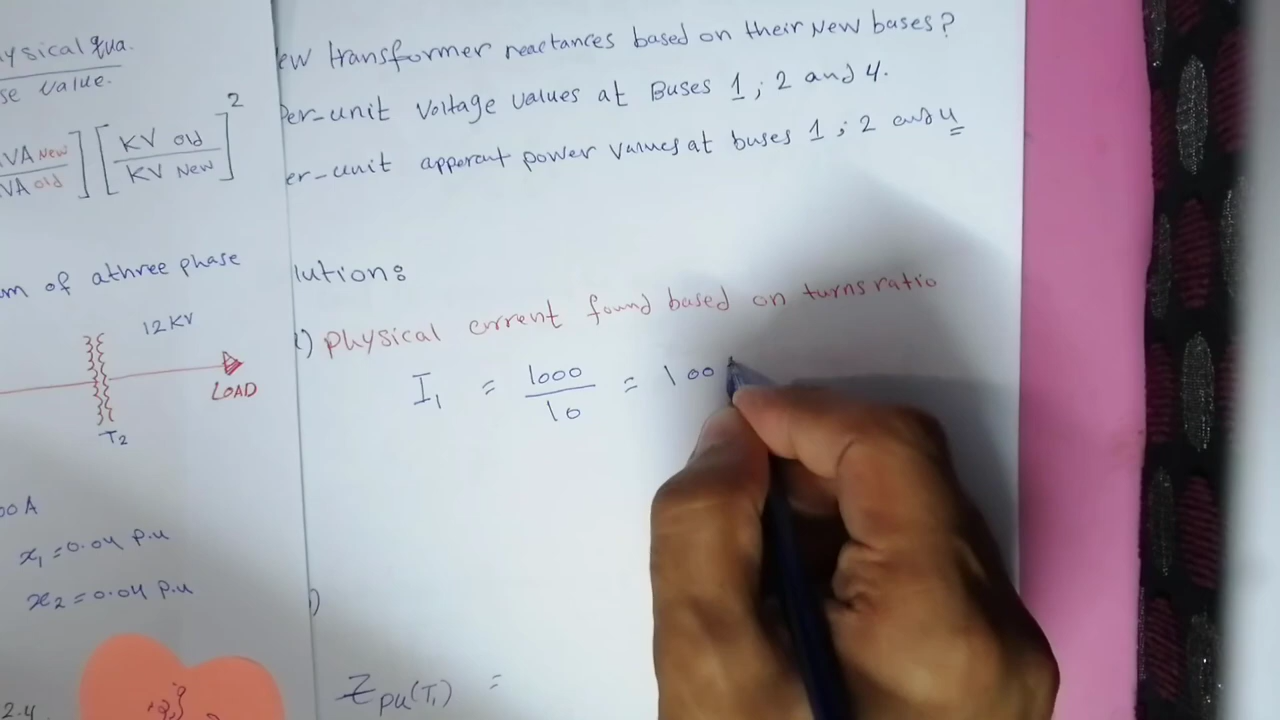 ysical qua.
se value.
VA New
VA old
KV old
KV New
2
m of athree phase
12KV
LOAD
T2
00A
x1 = 0.04 P.u
x2 = 0.04 P.u
2.4
ew transformer reactances based on their New bases?
Per-unit Voltage values at Buses 1 ; 2 and 4.
er-unit apparent power values at buses 1 ; 2 and 4
lution:
) physical current found based on turns ratio
I1 = 1000 / 10 = 100
)
Zpu(T1) =